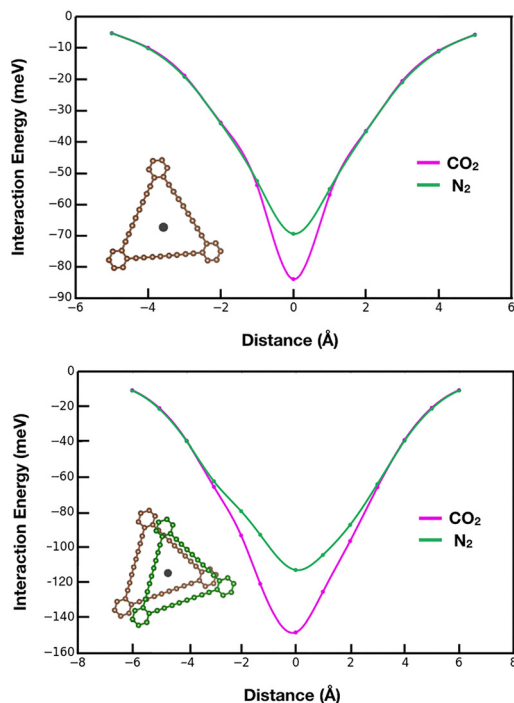 0
−10
−20
−30
−40
−50
−60
−70
−80
−90
Interaction Energy (meV)
CO₂
N₂
−6 −4 −2 0 2 4 6
Distance (Å)
0
−20
−40
−60
−80
−100
−120
−140
−160
Interaction Energy (meV)
CO₂
N₂
−8 −6 −4 −2 0 2 4 6 8
Distance (Å)